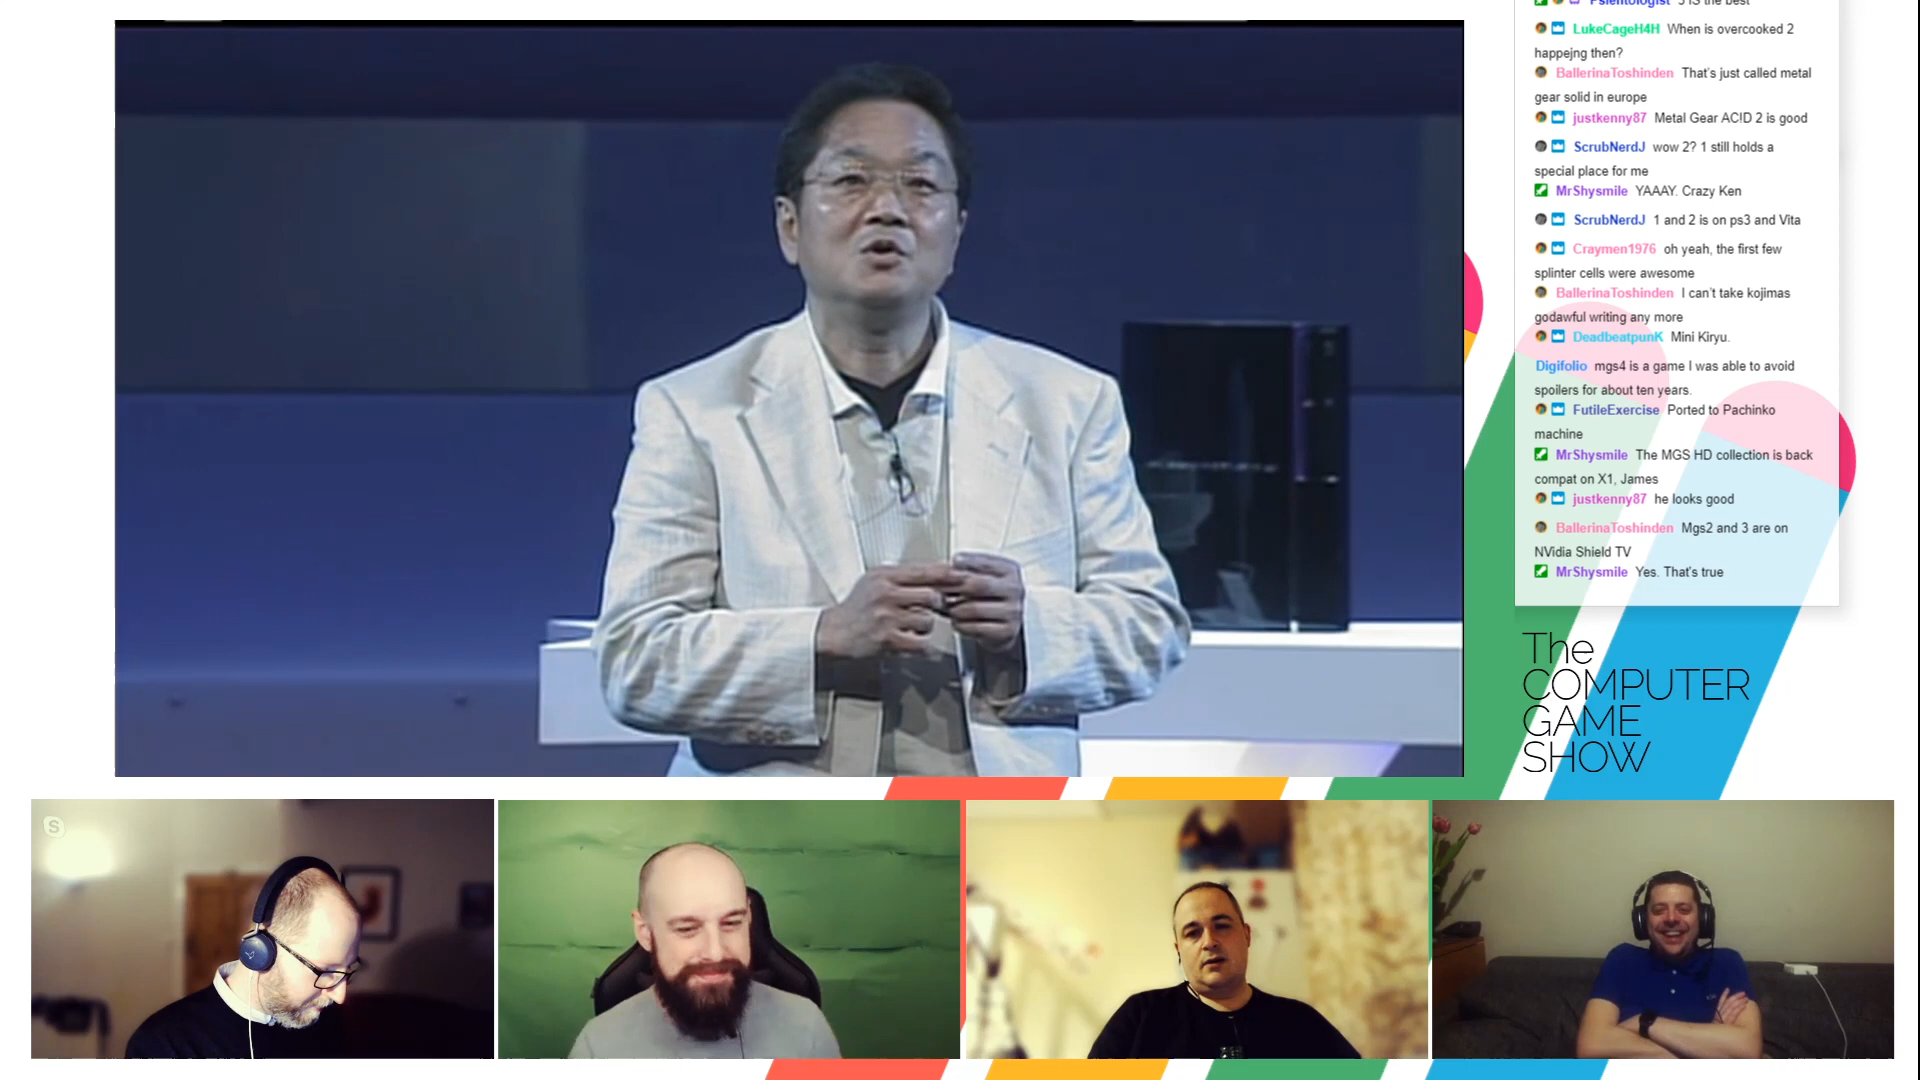 Psientologist 3 IS the best
LukeCageH4H When is overcooked 2
happejng then?
BallerinaToshinden That's just called metal
gear solid in europe
justkenny87 Metal Gear AC!D 2 is good
ScrubNerdJ wow 2? 1 still holds a
special place for me
MrShysmile YAAAY. Crazy Ken
ScrubNerdJ 1 and 2 is on ps3 and Vita
Craymen1976 oh yeah, the first few
splinter cells were awesome
BallerinaToshinden I can't take kojimas
godawful writing any more
DeadbeatpunK Mini Kiryu.
Digifolio mgs4 is a game I was able to avoid
spoilers for about ten years.
FutileExercise Ported to Pachinko
machine
MrShysmile The MGS HD collection is back
compat on X1, James
justkenny87 he looks good
BallerinaToshinden Mgs2 and 3 are on
NVidia Shield TV
MrShysmile Yes. That's true
The
COMPUTER
GAME
SHOW
S